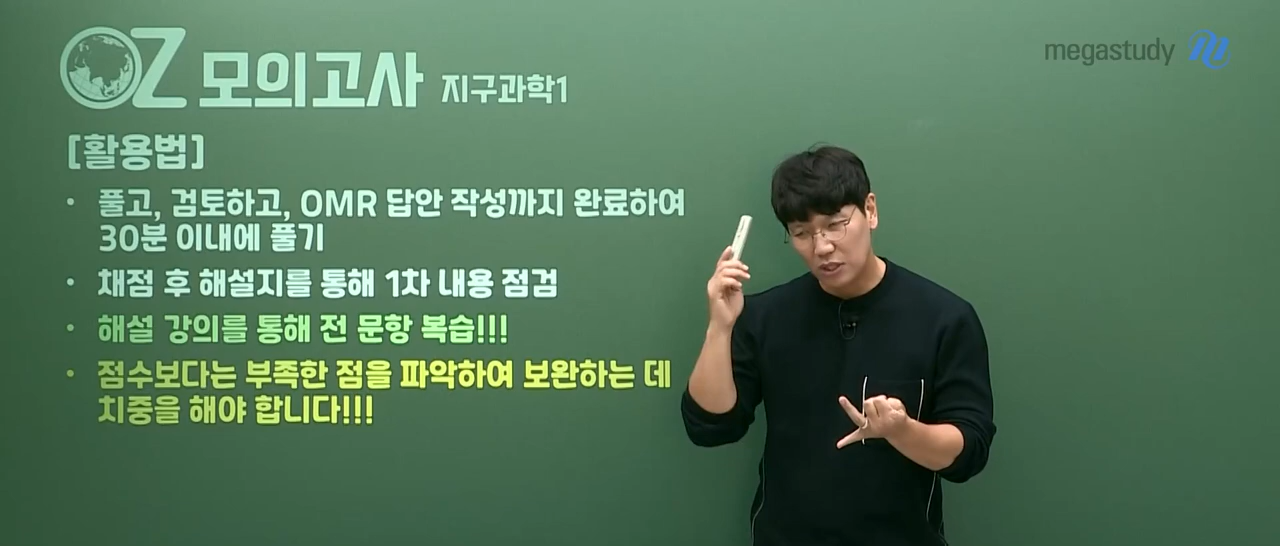 OZ 모의고사 지구과학1
megastudy M
[활용법]
• 풀고, 검토하고, OMR 답안 작성까지 완료하여
30분 이내에 풀기
• 채점 후 해설지를 통해 1차 내용 점검
• 해설 강의를 통해 전 문항 복습!!!
• 점수보다는 부족한 점을 파악하여 보완하는 데
치중을 해야 합니다!!!